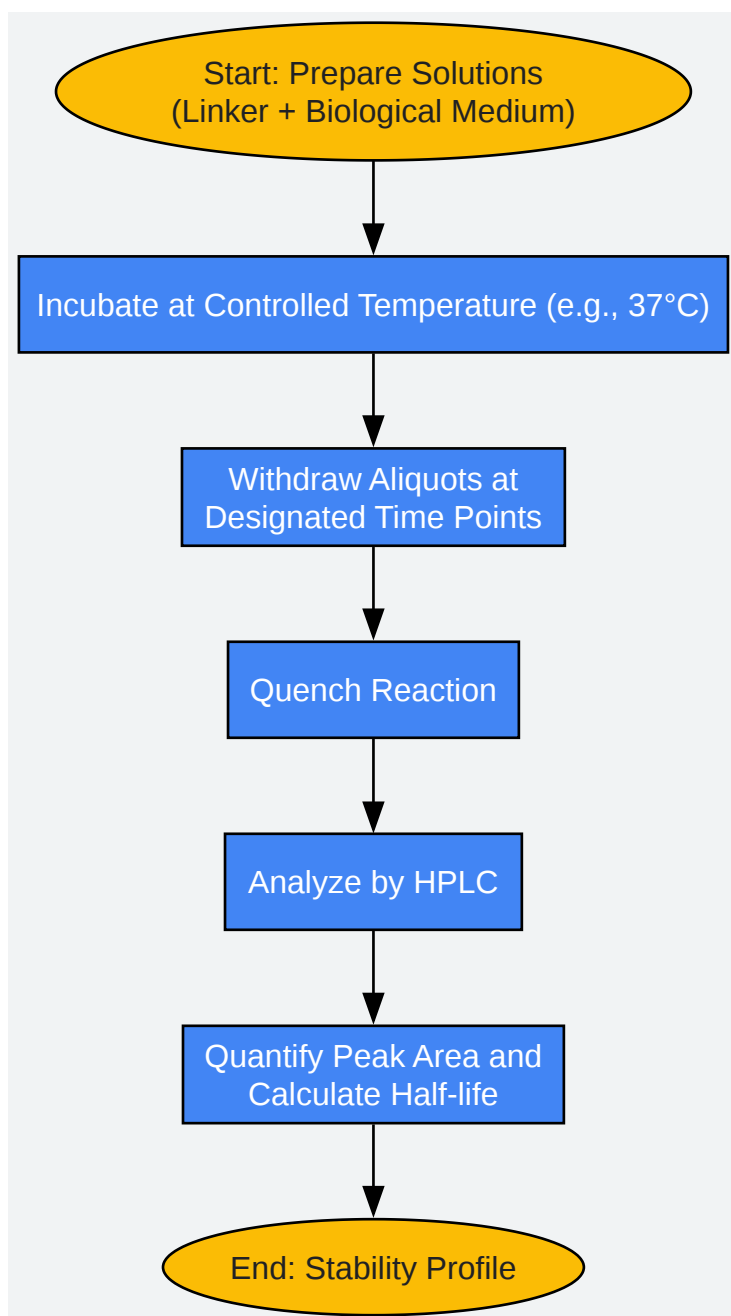 Start: Prepare Solutions
(Linker + Biological Medium)
Incubate at Controlled Temperature (e.g., 37°C)
Withdraw Aliquots at
Designated Time Points
Quench Reaction
Analyze by HPLC
Quantify Peak Area and
Calculate Half-life
End: Stability Profile